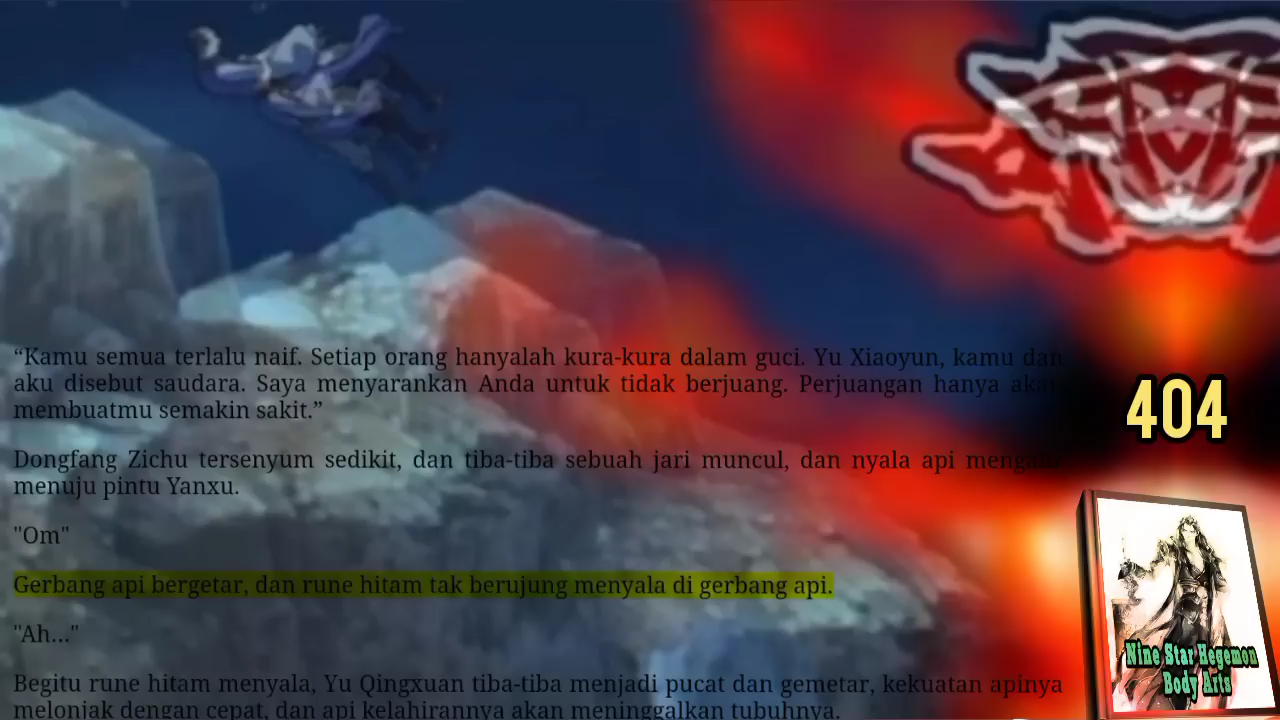 “Kamu semua terlalu naif. Setiap orang hanyalah kura-kura dalam guci. Yu Xiaoyun, kamu dan
aku disebut saudara. Saya menyarankan Anda untuk tidak berjuang. Perjuangan hanya akan
membuatmu semakin sakit.”
Dongfang Zichu tersenyum sedikit, dan tiba-tiba sebuah jari muncul, dan nyala api mengalir
menuju pintu Yanxu.
"Om"
Gerbang api bergetar, dan rune hitam tak berujung menyala di gerbang api.
"Ah..."
Begitu rune hitam menyala, Yu Qingxuan tiba-tiba menjadi pucat dan gemetar, kekuatan apinya
melonjak dengan cepat, dan api kelahirannya akan meninggalkan tubuhnya.
404
Nine Star Hegemon
Body Arts